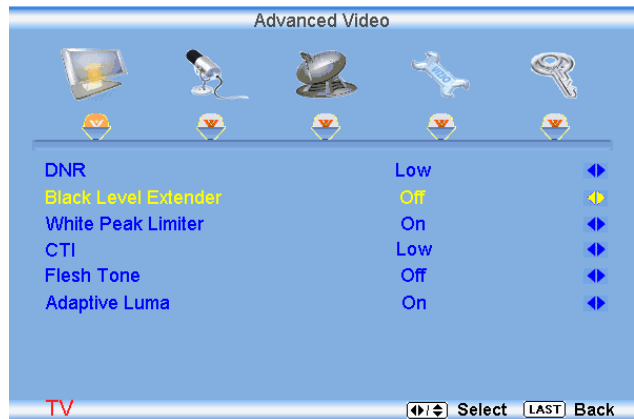 Advanced Video
DNR Low
Black Level Extender Off
White Peak Limiter On
CTI Low
Flesh Tone Off
Adaptive Luma On
TV Select LAST Back